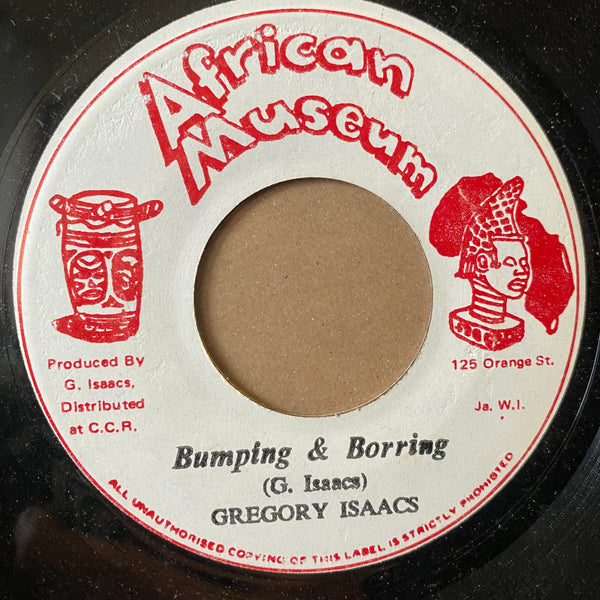 African
Museum
Produced By
G. Isaacs,
Distributed
at C.C.R.
125 Orange St.
Ja. W.I.
Bumping & Borring
(G. Isaacs)
GREGORY ISAACS
ALL UNAUTHORISED COPYING OF THIS LABEL IS STRICTLY PROHIBITED